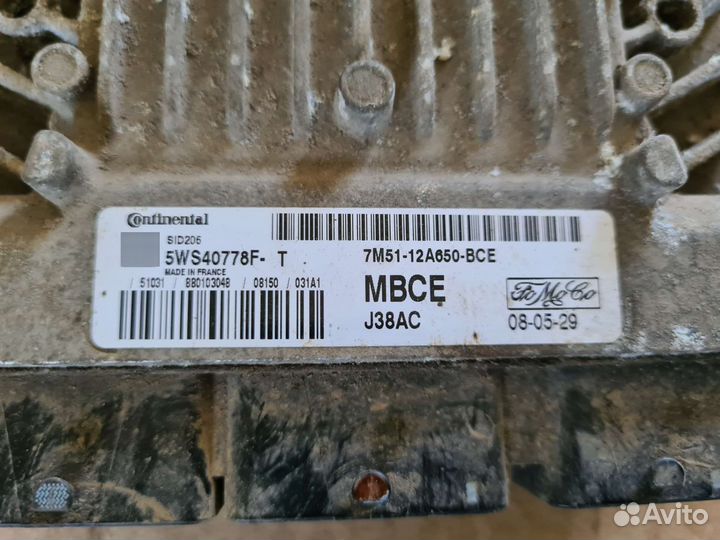 Continental
SID206
5WS40778F- T
MADE IN FRANCE
/ 51031 / 88010304B / 08150 / 031A1
7M51-12A650-BCE
MBCE
J38AC
FoMoCo
08-05-29
Avito